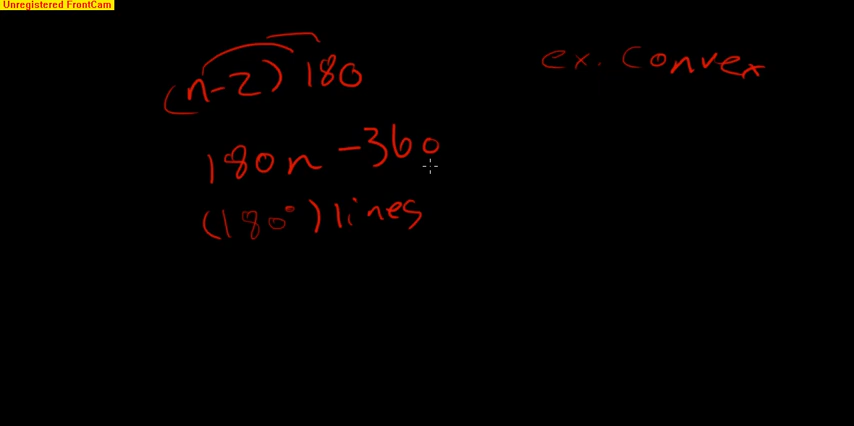 Unregistered FrontCam
(n-2) 180
ex. Convex
180n - 360
(180°) lines